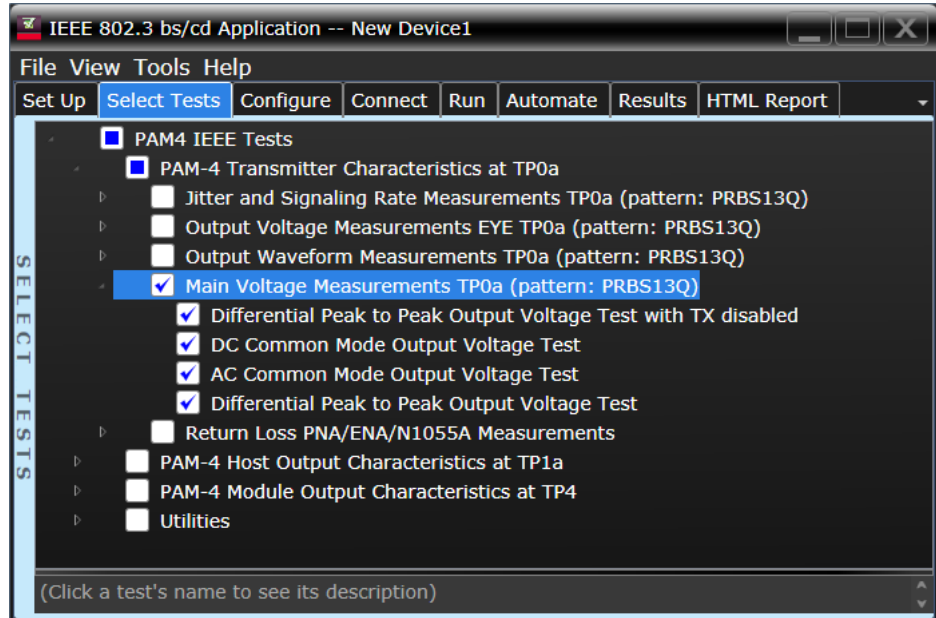 IEEE 802.3 bs/cd Application -- New Device1
File View Tools Help
Set Up Select Tests Configure Connect Run Automate Results HTML Report
SELECT TESTS
PAM4 IEEE Tests
PAM-4 Transmitter Characteristics at TP0a
Jitter and Signaling Rate Measurements TP0a (pattern: PRBS13Q)
Output Voltage Measurements EYE TP0a (pattern: PRBS13Q)
Output Waveform Measurements TP0a (pattern: PRBS13Q)
Main Voltage Measurements TP0a (pattern: PRBS13Q)
Differential Peak to Peak Output Voltage Test with TX disabled
DC Common Mode Output Voltage Test
AC Common Mode Output Voltage Test
Differential Peak to Peak Output Voltage Test
Return Loss PNA/ENA/N1055A Measurements
PAM-4 Host Output Characteristics at TP1a
PAM-4 Module Output Characteristics at TP4
Utilities
(Click a test's name to see its description)